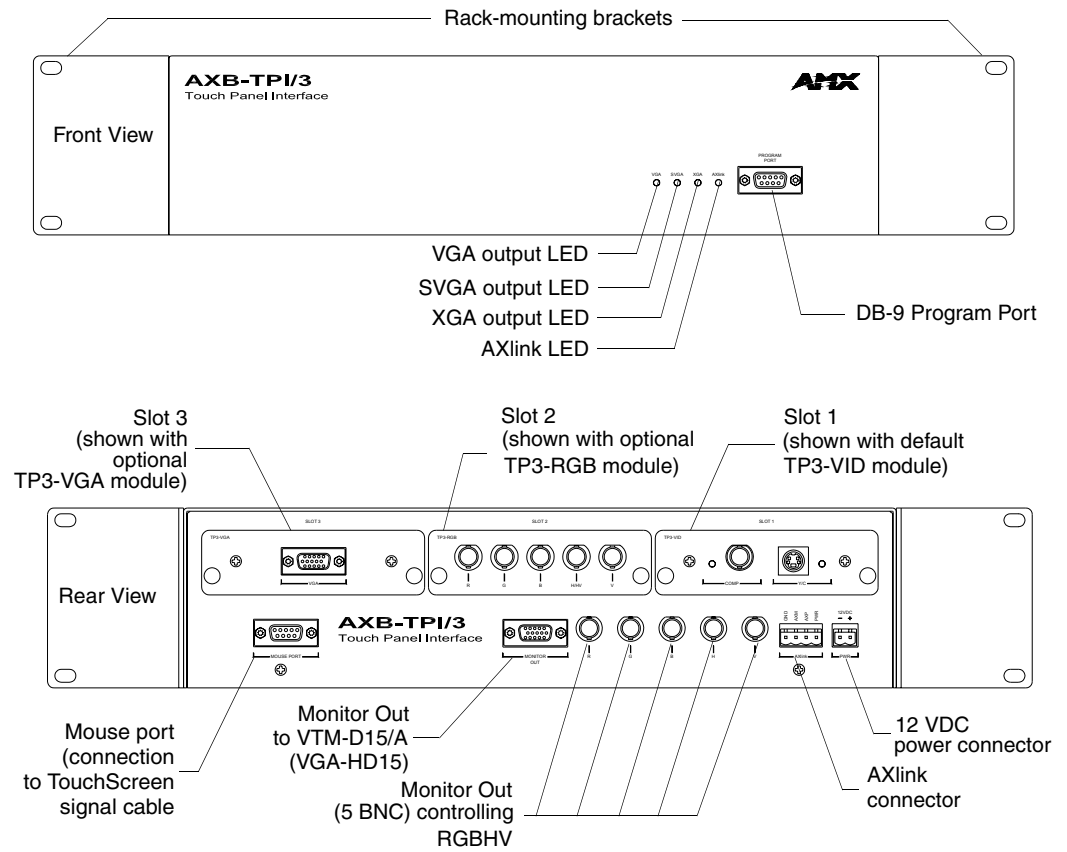 Rack-mounting brackets
AXB-TPI/3
Touch Panel Interface
AMX
Front View
PROGRAM
PORT
VGA SVGA XGA AXlink
VGA output LED
SVGA output LED
XGA output LED
AXlink LED
DB-9 Program Port
Slot 3
(shown with
optional
TP3-VGA module)
Slot 2
(shown with optional
TP3-RGB module)
Slot 1
(shown with default
TP3-VID module)
SLOT 3
SLOT 2
SLOT 1
TP3-VGA
TP3-RGB
TP3-VID
VGA
R G B H/HV V
COMP
Y/C
Rear View
AXB-TPI/3
Touch Panel Interface
MOUSE PORT
MONITOR
OUT
R G B H V
GND AXM AXP PWR
AXlink
12VDC
- +
PWR
Mouse port
(connection
to TouchScreen
signal cable
Monitor Out
to VTM-D15/A
(VGA-HD15)
Monitor Out
(5 BNC) controlling
RGBHV
12 VDC
power connector
AXlink
connector